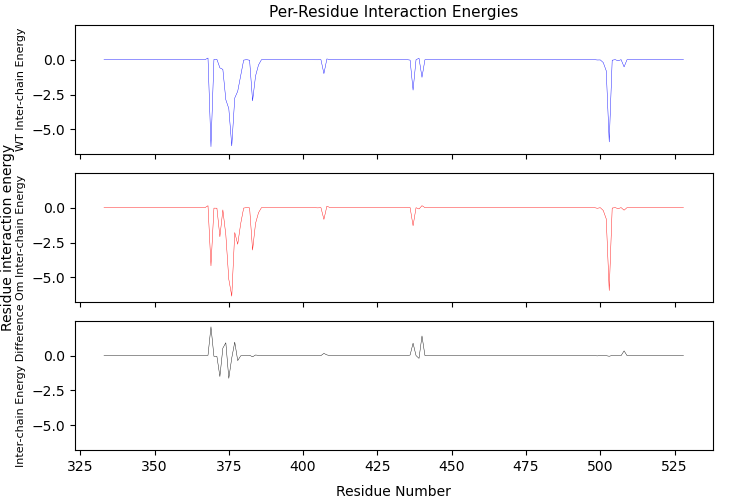 Per-Residue Interaction Energies
Residue interaction energy
WT Inter-chain Energy
0.0
−2.5
−5.0
Om Inter-chain Energy
0.0
−2.5
−5.0
Inter-chain Energy Difference
0.0
−2.5
−5.0
325 350 375 400 425 450 475 500 525
Residue Number